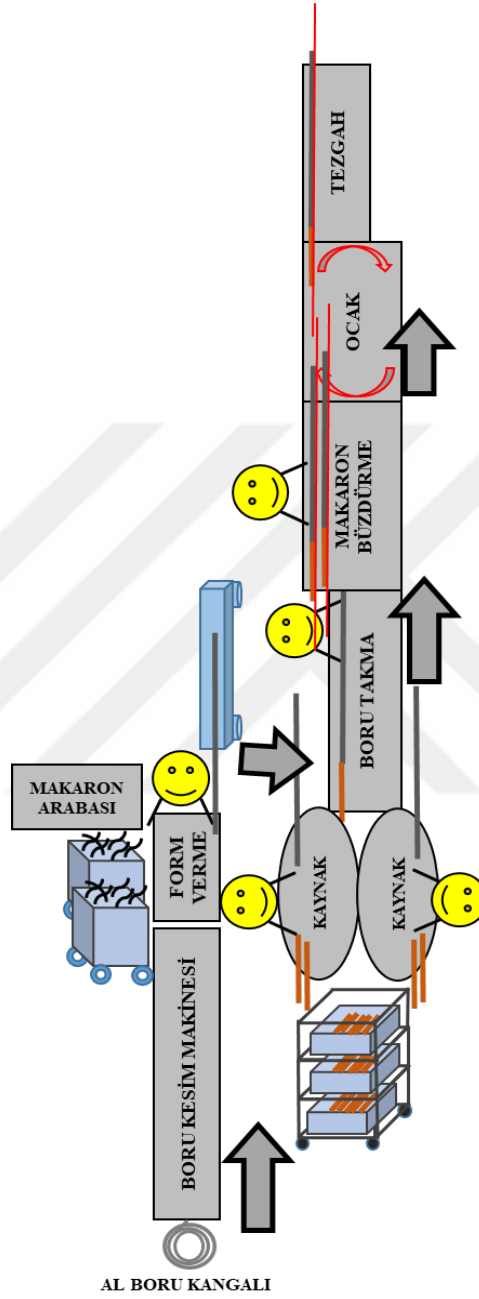 TEZGAH
OCAK
MAKARON
BÜZDÜRME
BORU TAKMA
MAKARON
ARABASI
FORM
VERME
KAYNAK
KAYNAK
BORU KESİM MAKİNESİ
AL BORU KANGALI